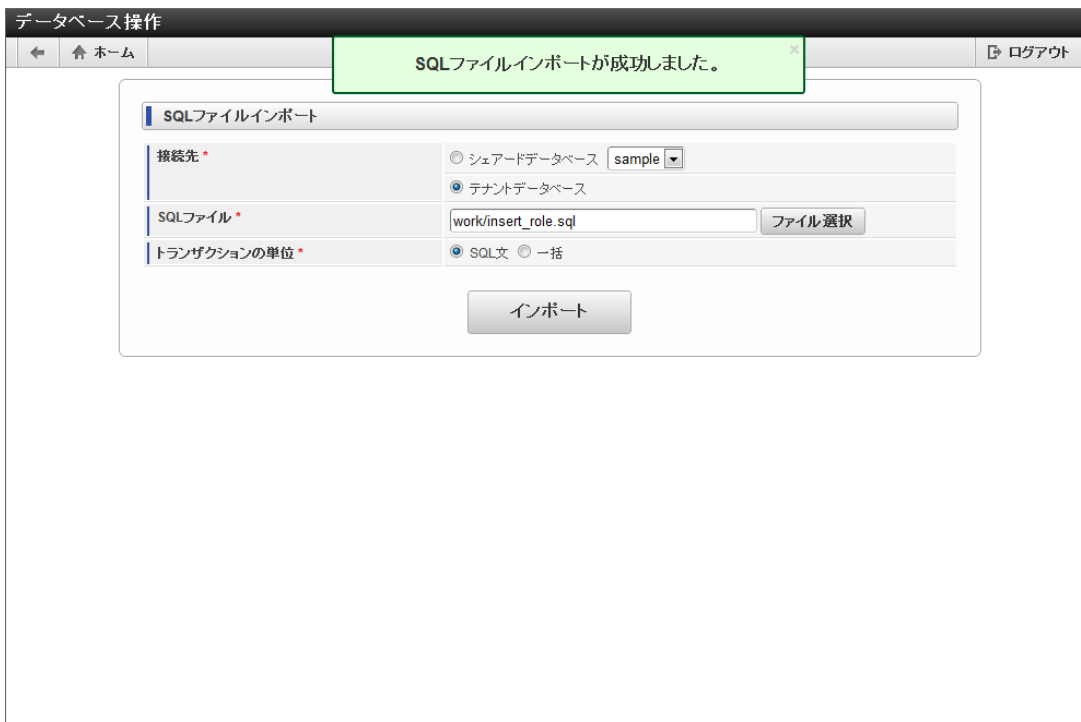 データベース操作
ホーム
ログアウト
SQLファイルインポートが成功しました。
×
SQLファイルインポート
接続先 *
シェアードデータベース sample
テナントデータベース
SQLファイル *
work/insert_role.sql ファイル選択
トランザクションの単位 *
SQL文 一括
インポート